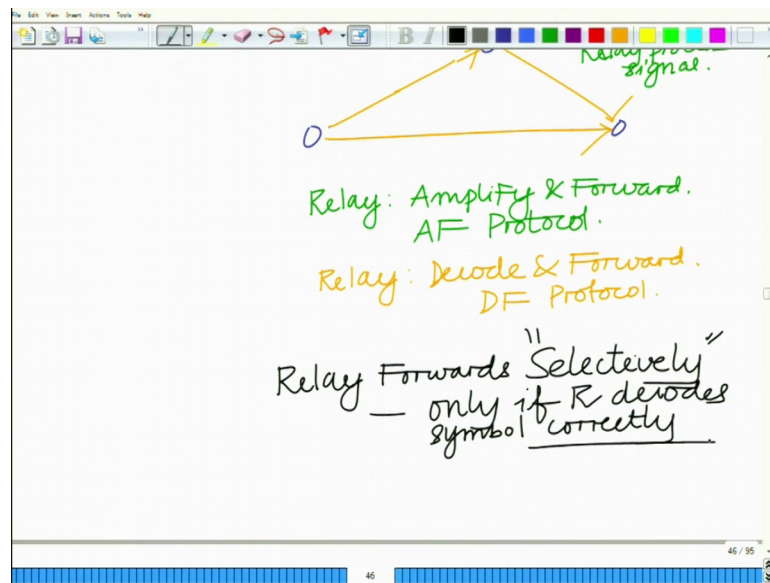 File Edit View Insert Actions Tools Help
B I
signal.
Relay: Amplify & Forward.
AF Protocol.
Relay: Decode & Forward.
DF Protocol.
Relay Forwards "Selectively"
— only if R decodes
symbol correctly.
46 / 95
46